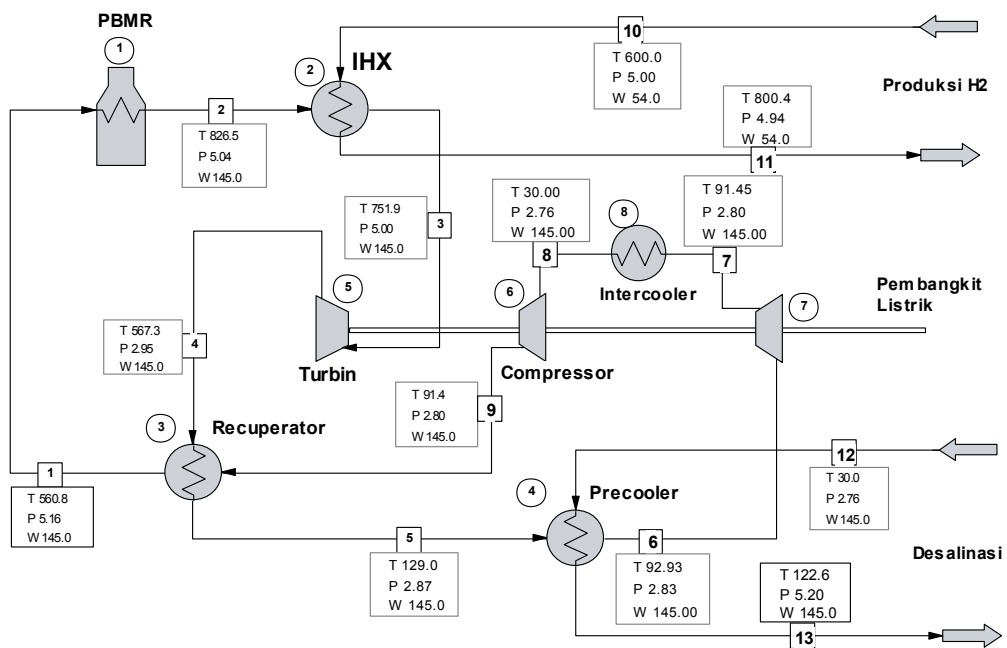 PBMR
1
IHX
2
10
T 600.0
P 5.00
W 54.0
Produksi H2
2
T 826.5
P 5.04
W 145.0
T 800.4
P 4.94
W 54.0
11
T 751.9
P 5.00
W 145.0
3
T 30.00
P 2.76
W 145.00
8
8
Intercooler
T 91.45
P 2.80
W 145.00
7
Pembangkit
Listrik
5
Turbin
6
Compressor
7
T 567.3
P 2.95
W 145.0
4
T 91.4
P 2.80
W 145.0
9
3
Recuperator
1
T 560.8
P 5.16
W 145.0
4
Precooler
12
T 30.0
P 2.76
W 145.0
5
T 129.0
P 2.87
W 145.0
6
T 92.93
P 2.83
W 145.00
Desalinasi
T 122.6
P 5.20
W 145.0
13